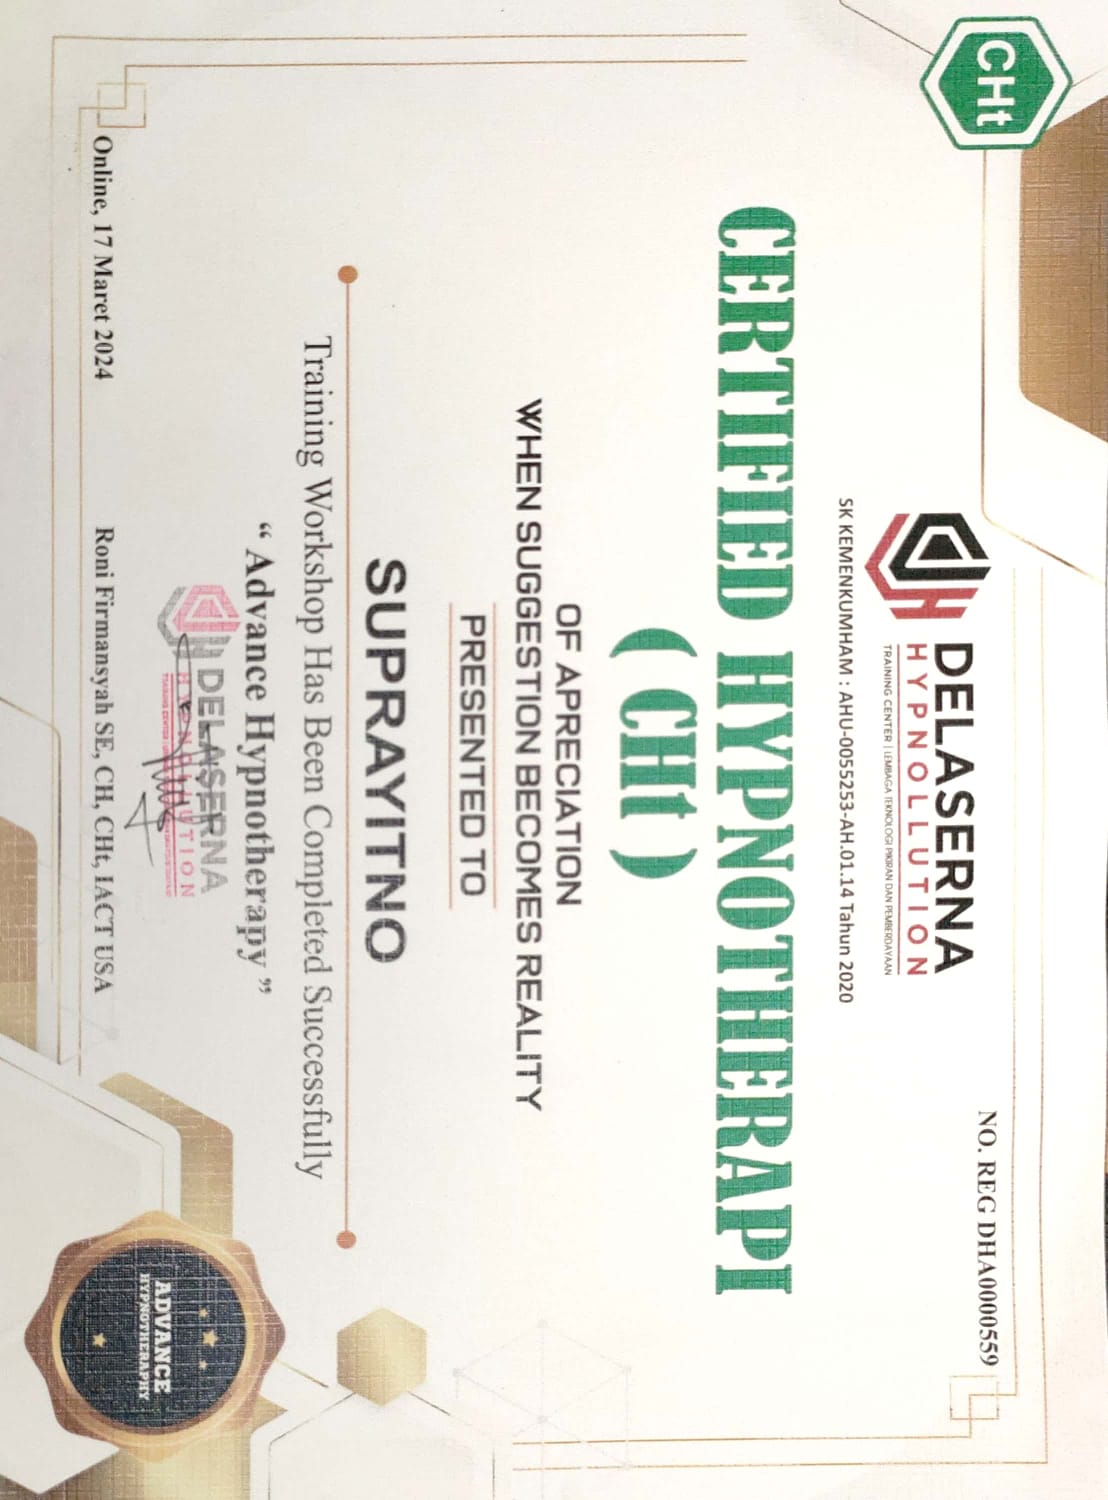 CHt
NO. REG DHA0000559
DELASERNA
HYPNOLLUTION
TRAINING CENTER | LEMBAGA TEKNOLOGI PIKIRAN DAN PEMBERDAYAAN
SK KEMENKUMHAM : AHU-0055253-AH.01.14 Tahun 2020
CERTIFIED HYPNOTHERAPI
( CHt )
OF APRECIATION
WHEN SUGGESTION BECOMES REALITY
PRESENTED TO
SUPRAYITNO
Training Workshop Has Been Completed Successfully
“ Advance Hypnotherapy ”
DELASERNA
HYPNOLLUTION
TRAINING CENTER
Online, 17 Maret 2024
Roni Firmansyah SE, CH, CHt, IACT USA
ADVANCE
HYPNOTHERAPHY